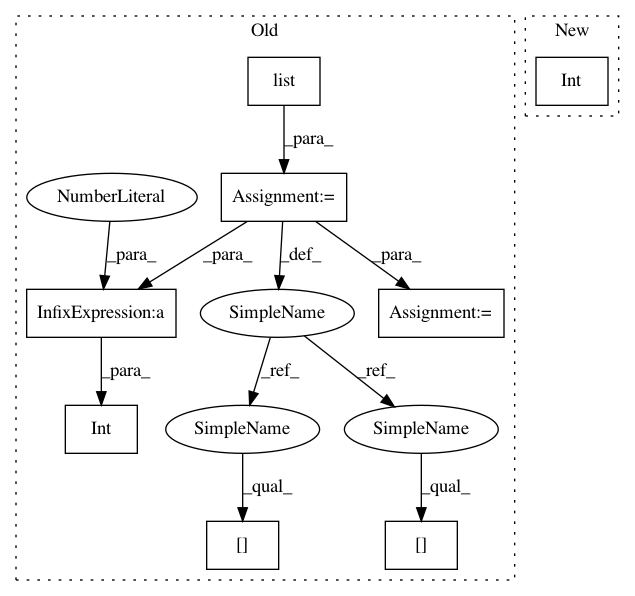 Old
New
list
Int
_para_
NumberLiteral
Assignment:=
_para_
_para_
_def_
_para_
InfixExpression:a
SimpleName
Assignment:=
_para_
_ref_
_ref_
Int
SimpleName
SimpleName
_qual_
_qual_
[]
[]